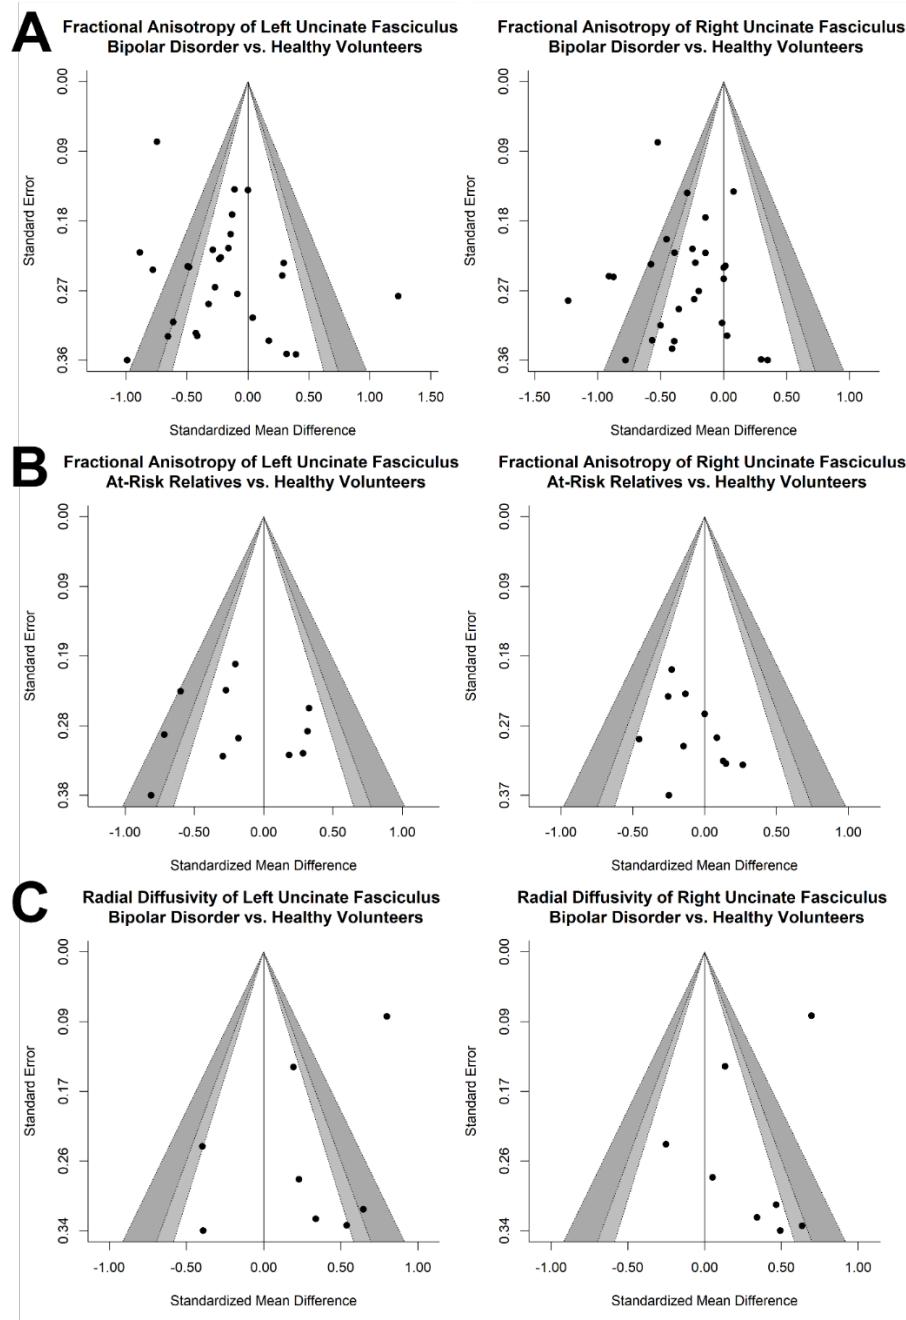 A
Fractional Anisotropy of Left Uncinate Fasciculus
Bipolar Disorder vs. Healthy Volunteers
Standard Error
0.00
0.09
0.18
0.27
0.36
-1.00 -0.50 0.00 0.50 1.00 1.50
Standardized Mean Difference
Fractional Anisotropy of Right Uncinate Fasciculus
Bipolar Disorder vs. Healthy Volunteers
Standard Error
0.00
0.09
0.18
0.27
0.36
-1.50 -1.00 -0.50 0.00 0.50 1.00
Standardized Mean Difference
B
Fractional Anisotropy of Left Uncinate Fasciculus
At-Risk Relatives vs. Healthy Volunteers
Standard Error
0.00
0.09
0.19
0.28
0.38
-1.00 -0.50 0.00 0.50 1.00
Standardized Mean Difference
Fractional Anisotropy of Right Uncinate Fasciculus
At-Risk Relatives vs. Healthy Volunteers
Standard Error
0.00
0.09
0.18
0.27
0.37
-1.00 -0.50 0.00 0.50 1.00
Standardized Mean Difference
C
Radial Diffusivity of Left Uncinate Fasciculus
Bipolar Disorder vs. Healthy Volunteers
Standard Error
0.00
0.09
0.17
0.26
0.34
-1.00 -0.50 0.00 0.50 1.00
Standardized Mean Difference
Radial Diffusivity of Right Uncinate Fasciculus
Bipolar Disorder vs. Healthy Volunteers
Standard Error
0.00
0.09
0.17
0.26
0.34
-1.00 -0.50 0.00 0.50 1.00
Standardized Mean Difference